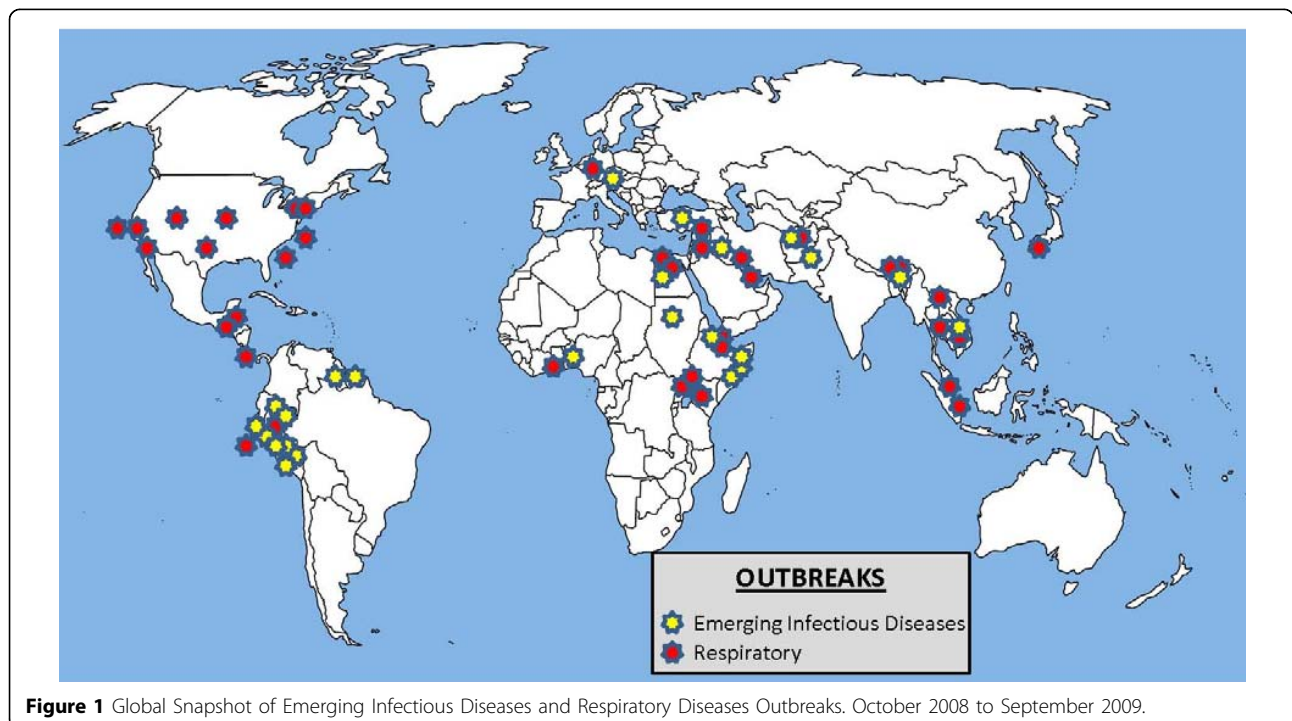 OUTBREAKS
Emerging Infectious Diseases
Respiratory
Figure 1 Global Snapshot of Emerging Infectious Diseases and Respiratory Diseases Outbreaks. October 2008 to September 2009.